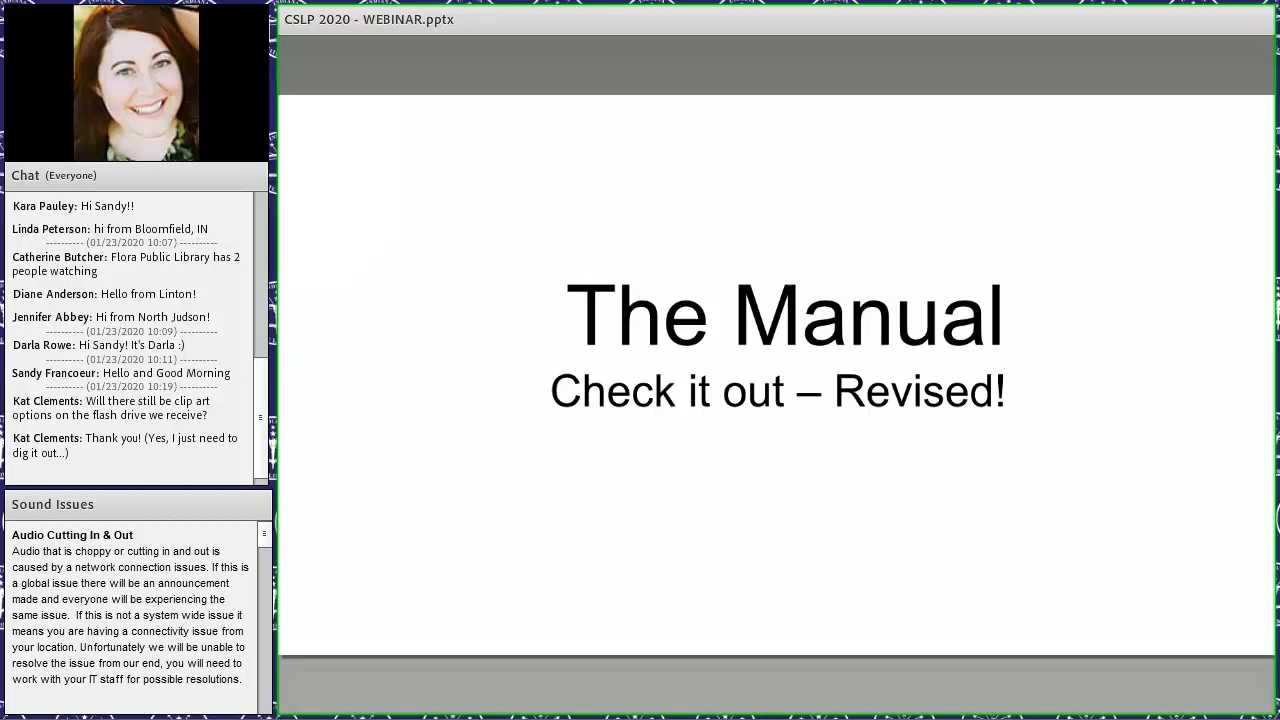 CSLP 2020 - WEBINAR.pptx
Chat (Everyone)
Kara Pauley: Hi Sandy!!
Linda Peterson: hi from Bloomfield, IN
---------- (01/23/2020 10:07) ----------
Catherine Butcher: Flora Public Library has 2
people watching
Diane Anderson: Hello from Linton!
Jennifer Abbey: Hi from North Judson!
---------- (01/23/2020 10:09) ----------
Darla Rowe: Hi Sandy! It's Darla :)
---------- (01/23/2020 10:11) ----------
Sandy Francoeur: Hello and Good Morning
---------- (01/23/2020 10:19) ----------
Kat Clements: Will there still be clip art
options on the flash drive we receive?
Kat Clements: Thank you! (Yes, I just need to
dig it out...)
Sound Issues
Audio Cutting In & Out
Audio that is choppy or cutting in and out is
caused by a network connection issues. If this is
a global issue there will be an announcement
made and everyone will be experiencing the
same issue.  If this is not a system wide issue it
means you are having a connectivity issue from
your location. Unfortunately we will be unable to
resolve the issue from our end, you will need to
work with your IT staff for possible resolutions.
The Manual
Check it out – Revised!